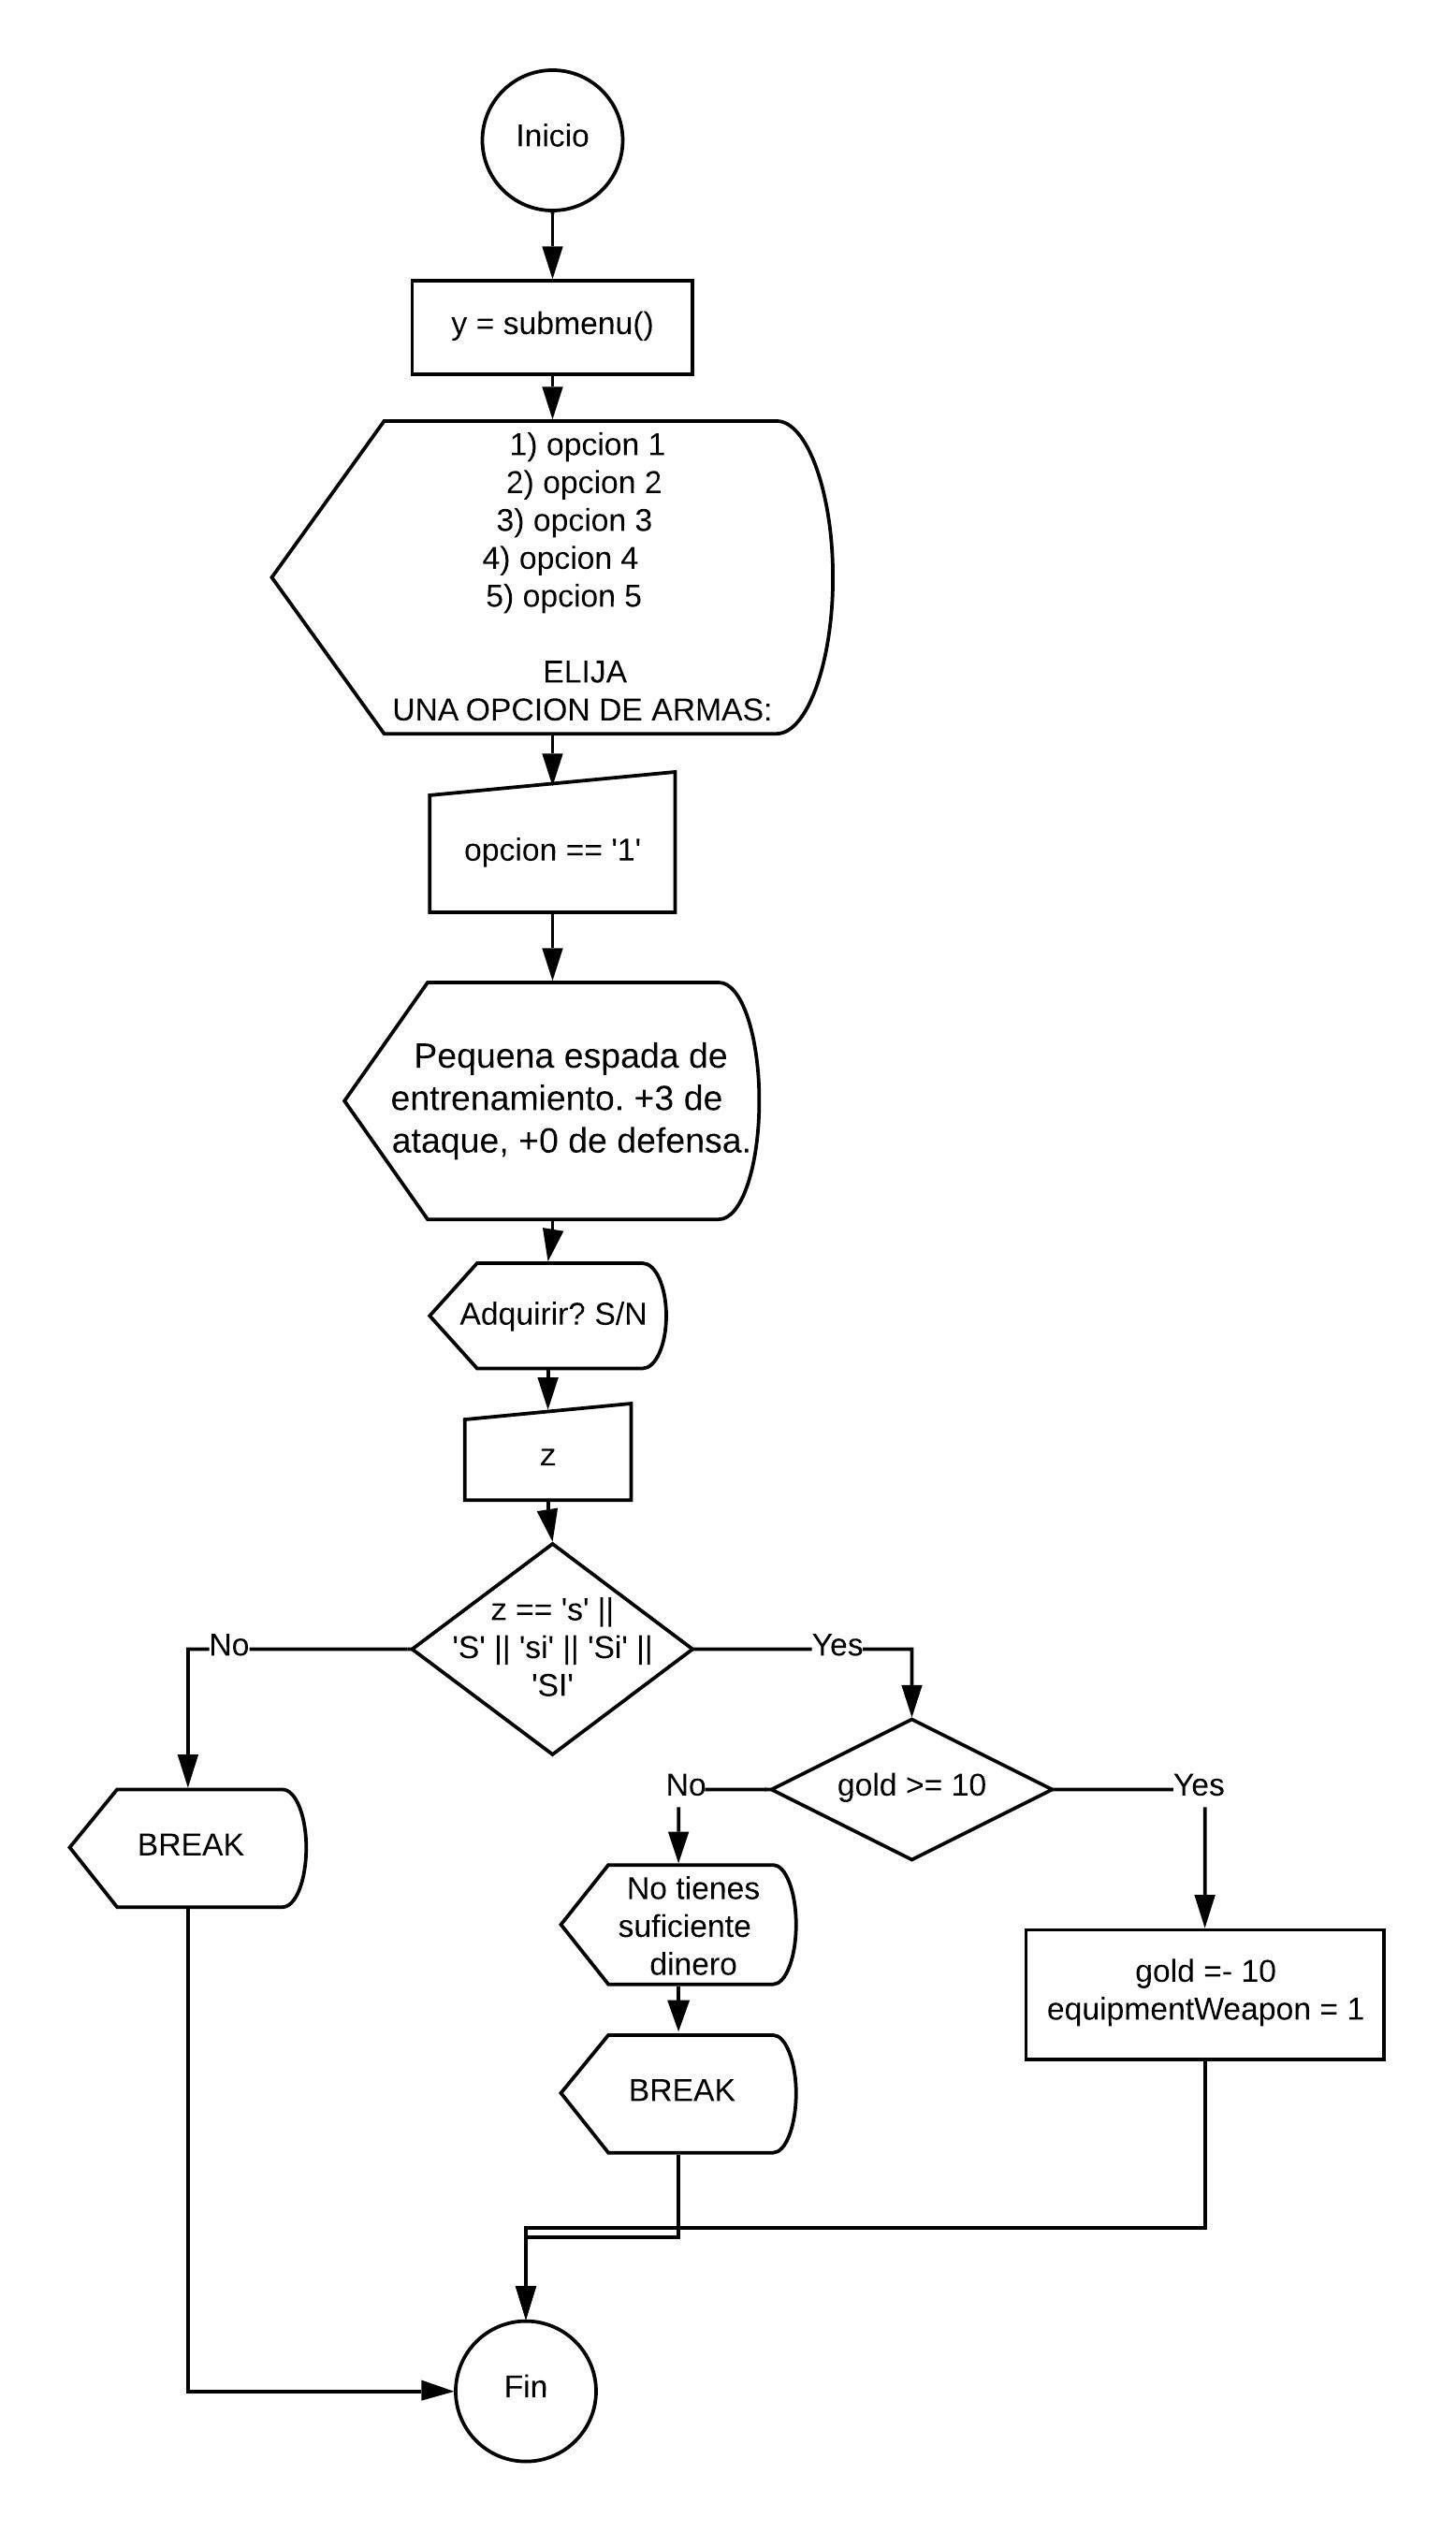 Inicio
y = submenu()
1) opcion 1
2) opcion 2
3) opcion 3
4) opcion 4
5) opcion 5
ELIJA
UNA OPCION DE ARMAS:
opcion == '1'
Pequena espada de
entrenamiento. +3 de
ataque, +0 de defensa.
Adquirir? S/N
z
z == 's' ||
'S' || 'si' || 'Si' ||
'SI'
No
Yes
BREAK
gold >= 10
No
Yes
No tienes
suficiente
dinero
BREAK
gold =- 10
equipmentWeapon = 1
Fin